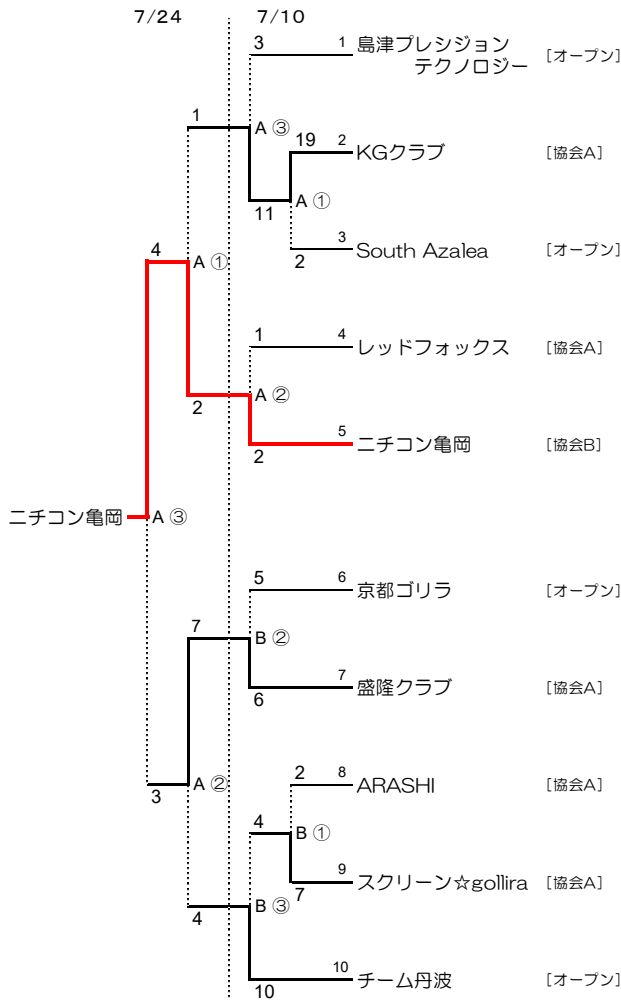 7/24 7/10
3 1 島津プレシジョン [オープン]
テクノロジー
1 A ③
19 2 KGクラブ [協会A]
11 A ①
2 3 South Azalea [オープン]
4 A ①
1 4 レッドフォックス [協会A]
2 A ②
2 5 ニチコン亀岡 [協会B]
ニチコン亀岡 A ③
5 6 京都ゴリラ [オープン]
7 B ②
6 7 盛隆クラブ [協会A]
3 A ② 2 8 ARASHI [協会A]
4 B ①
7 9 スクリーン☆gollira [協会A]
4 B ③
10 10 チーム丹波 [オープン]